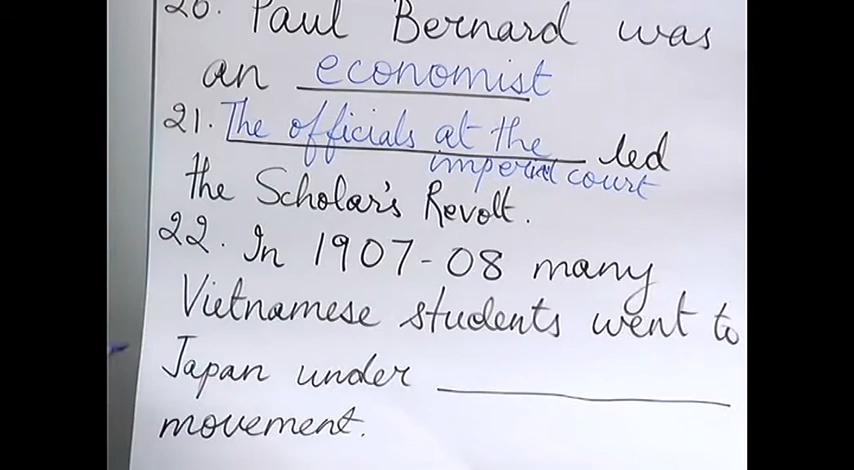 20. Paul Bernard was
an economist
21. The officials at the led
imperial court
the Scholar's Revolt.
22. In 1907-08 many
Vietnamese students went to
Japan under
movement.